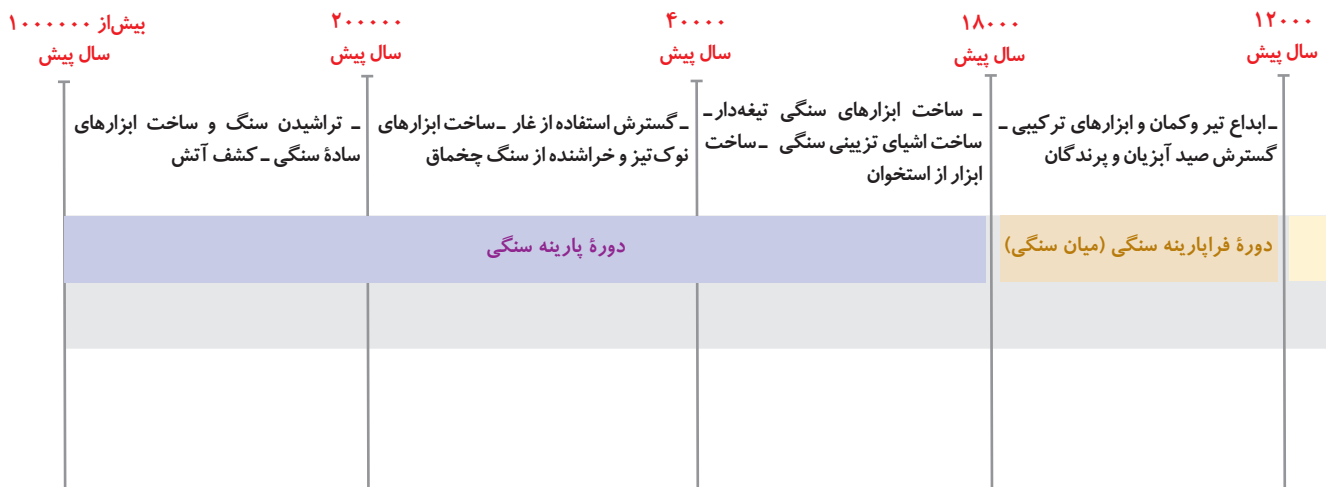 بیش‌از ۱۰۰۰۰۰۰
سال پیش
۲۰۰۰۰۰
سال پیش
۴۰۰۰۰
سال پیش
۱۸۰۰۰
سال پیش
۱۲۰۰۰
سال پیش
ـ تراشیدن سنگ و ساخت ابزارهای
سادهٔ سنگی ـ کشف آتش
ـ گسترش استفاده از غار ـ ساخت ابزارهای
نوک‌تیز و خراشنده از سنگ چخماق
ـ ساخت ابزارهای سنگی تیغه‌دار ـ
ساخت اشیای تزیینی سنگی ـ ساخت
ابزار از استخوان
ـ ابداع تیر و کمان و ابزارهای ترکیبی ـ
گسترش صید آبزیان و پرندگان
دورهٔ پارینه سنگی
دورهٔ فراپارینه سنگی (میان سنگی)